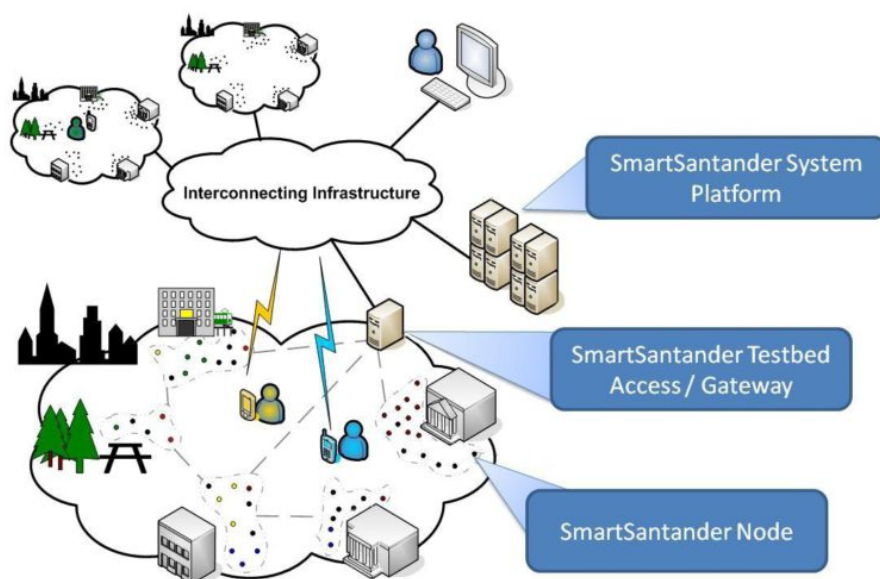 Interconnecting Infrastructure
SmartSantander System
Platform
SmartSantander Testbed
Access / Gateway
SmartSantander Node